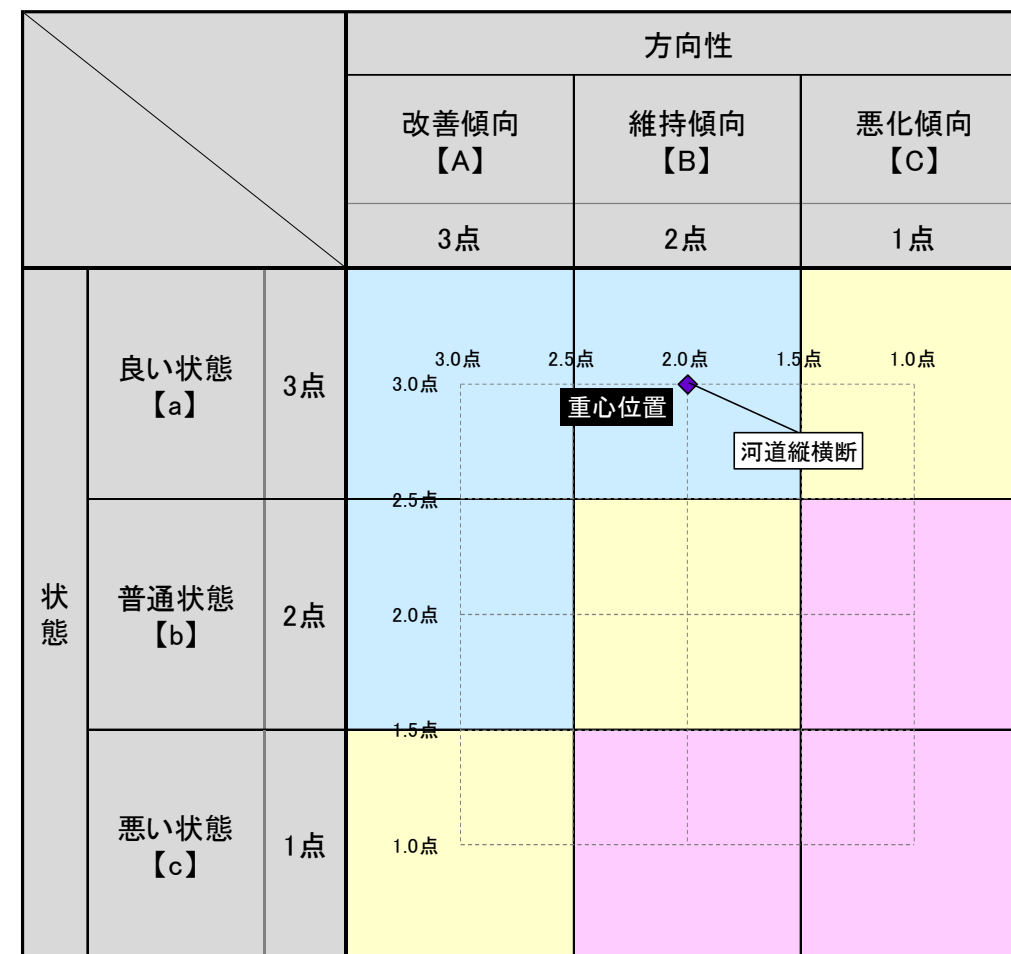 方向性
改善傾向
【A】
維持傾向
【B】
悪化傾向
【C】
3点
2点
1点
状態
良い状態
【a】
3点
普通状態
【b】
2点
悪い状態
【c】
1点
3.0点
2.5点
2.0点
1.5点
1.0点
3.0点
2.5点
2.0点
1.5点
1.0点
重心位置
河道縦横断